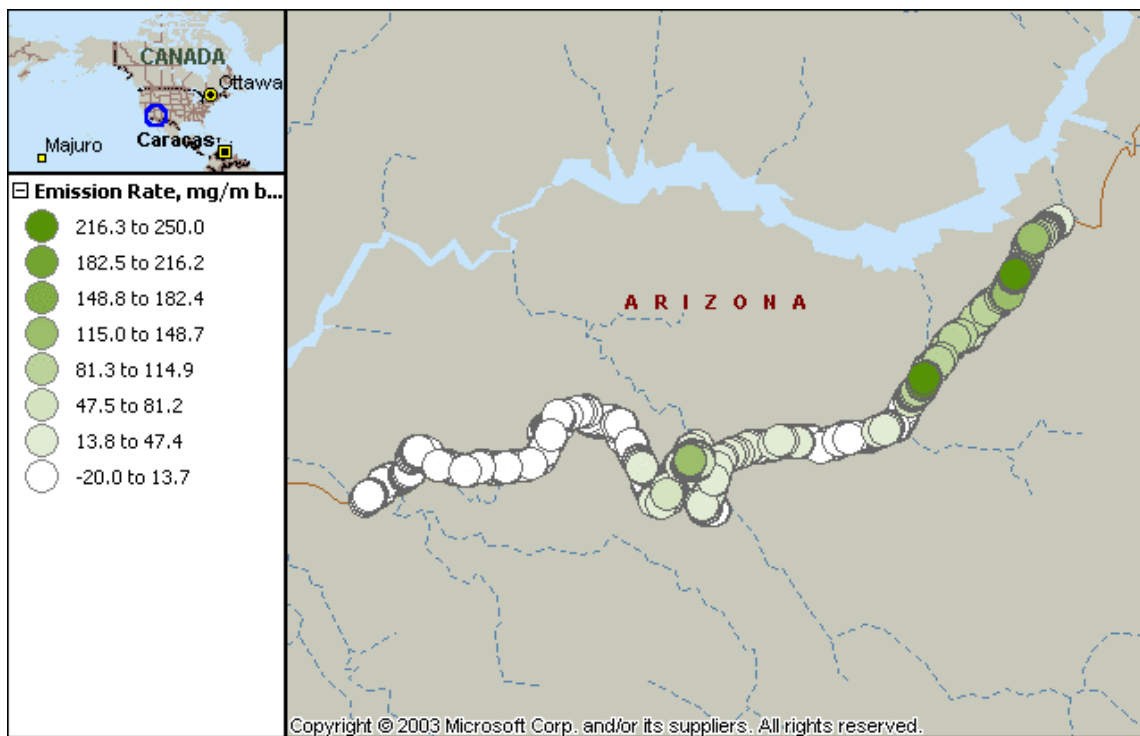 CANADA
Ottawa
Majuro
Caracas
Emission Rate, mg/m b...
216.3 to 250.0
182.5 to 216.2
148.8 to 182.4
115.0 to 148.7
81.3 to 114.9
47.5 to 81.2
13.8 to 47.4
-20.0 to 13.7
ARIZONA
Copyright © 2003 Microsoft Corp. and/or its suppliers. All rights reserved.